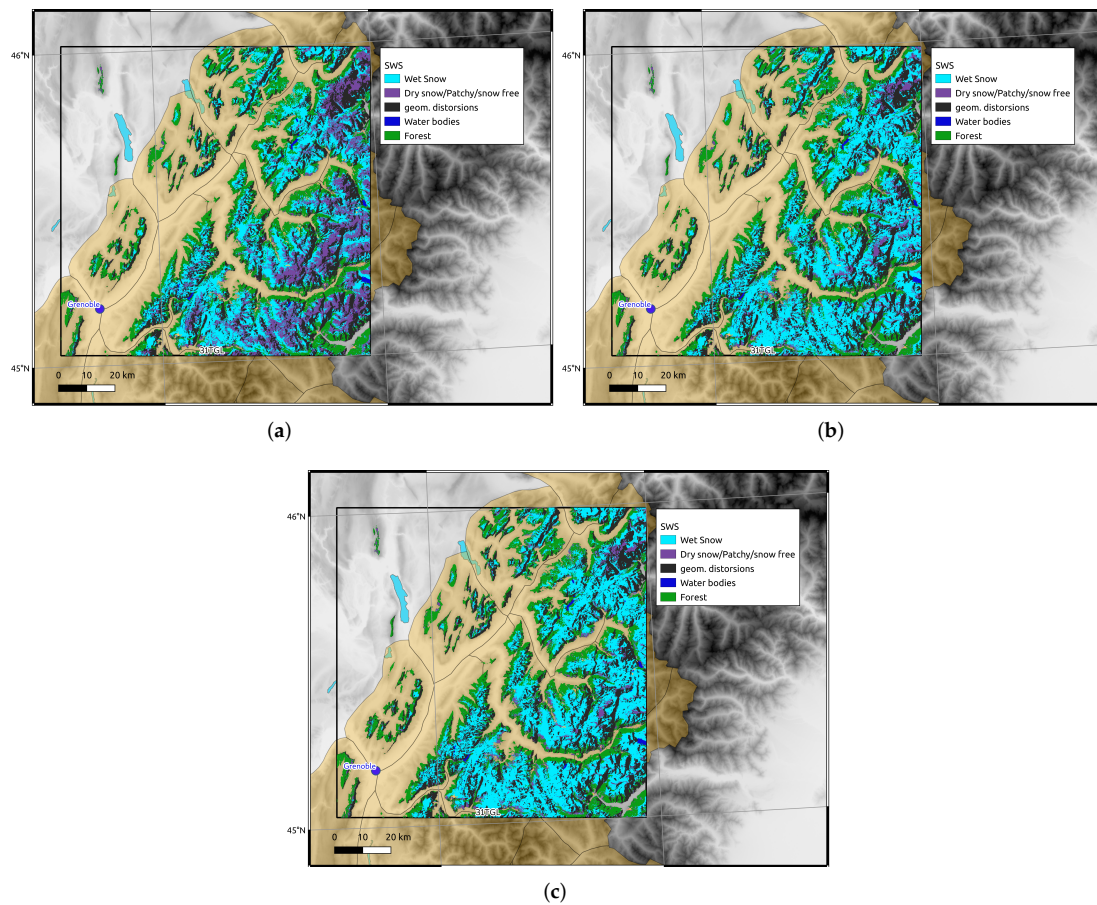 46°N
SWS
Wet Snow
Dry snow/Patchy/snow free
geom. distorsions
Water bodies
Forest
Grenoble
31TGL
45°N
0 10 20 km
(a)
46°N
SWS
Wet Snow
Dry snow/Patchy/snow free
geom. distorsions
Water bodies
Forest
Grenoble
31TGL
45°N
0 10 20 km
(b)
46°N
SWS
Wet Snow
Dry snow/Patchy/snow free
geom. distorsions
Water bodies
Forest
Grenoble
31TGL
45°N
0 10 20 km
(c)